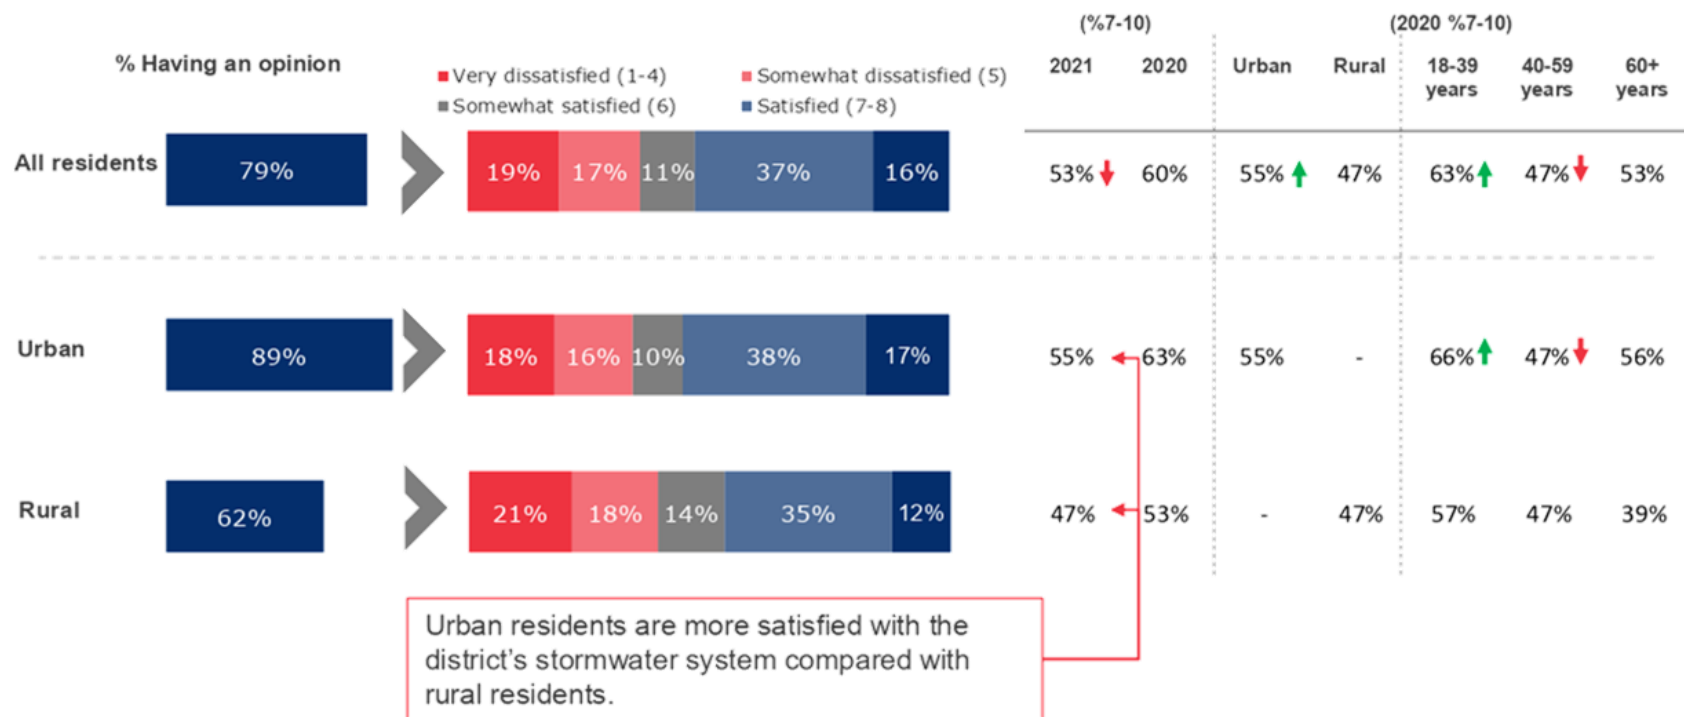 (%7-10) (2020 %7-10)
% Having an opinion
Very dissatisfied (1-4) Somewhat dissatisfied (5)
Somewhat satisfied (6) Satisfied (7-8)
2021 2020 Urban Rural 18-39 years 40-59 years 60+ years
All residents 79% 19% 17% 11% 37% 16% 53% 60% 55% 47% 63% 47% 53%
Urban 89% 18% 16% 10% 38% 17% 55% 63% 55% - 66% 47% 56%
Rural 62% 21% 18% 14% 35% 12% 47% 53% - 47% 57% 47% 39%
Urban residents are more satisfied with the
district's stormwater system compared with
rural residents.